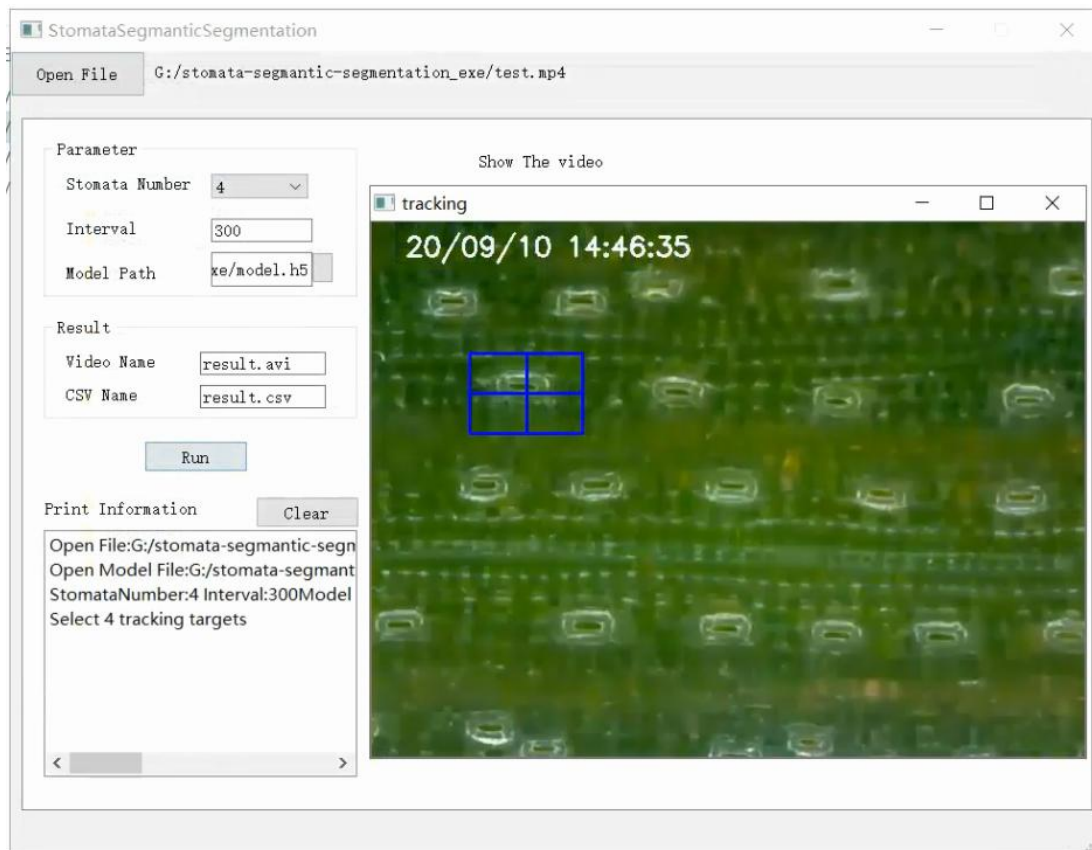 StomataSegmanticSegmentation
Open File G:/stomata-segmantic-segmentation_exe/test.mp4
Parameter
Show The video
Stomata Number 4
tracking
Interval 300
20/09/10 14:46:35
Model Path xe/model.h5
Result
Video Name result.avi
CSV Name result.csv
Run
Print Information Clear
Open File:G:/stomata-segmantic-segn
Open Model File:G:/stomata-segmant
StomataNumber:4 Interval:300Model
Select 4 tracking targets